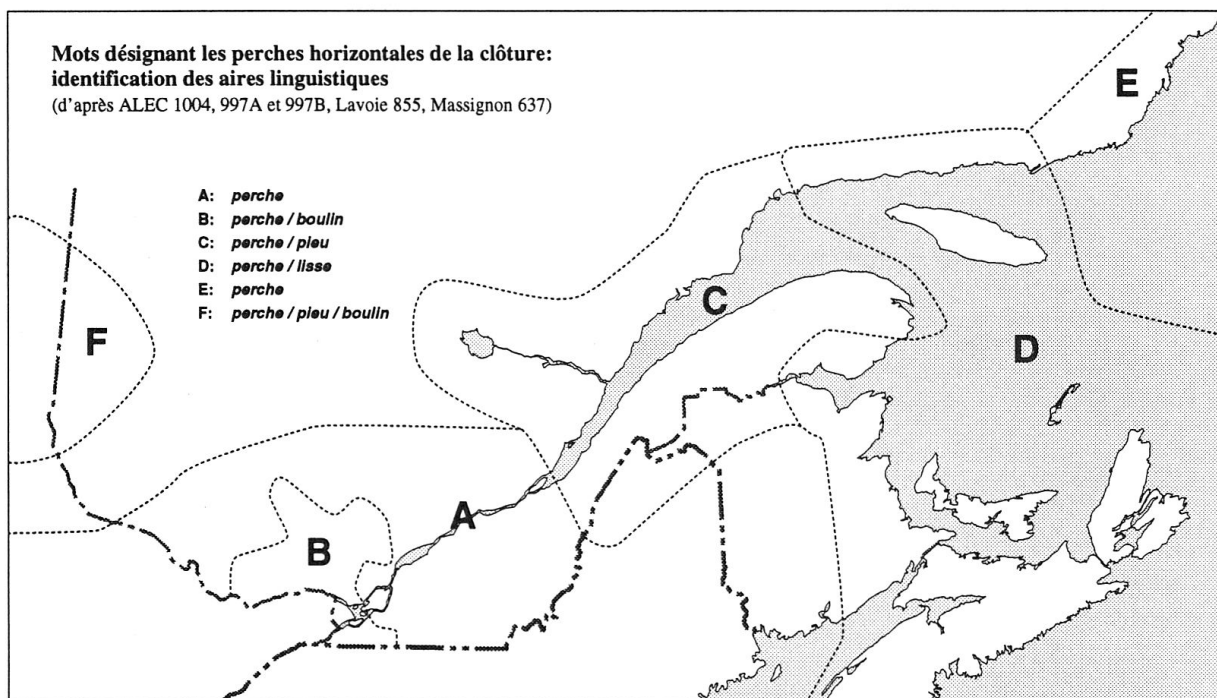 Mots désignant les perches horizontales de la clôture:
identification des aires linguistiques
(d'après ALEC 1004, 997A et 997B, Lavoie 855, Massignon 637)
E
A: perche
B: perche / boulin
C: perche / pieu
D: perche / lisse
E: perche
F: perche / pieu / boulin
C
F
D
A
B